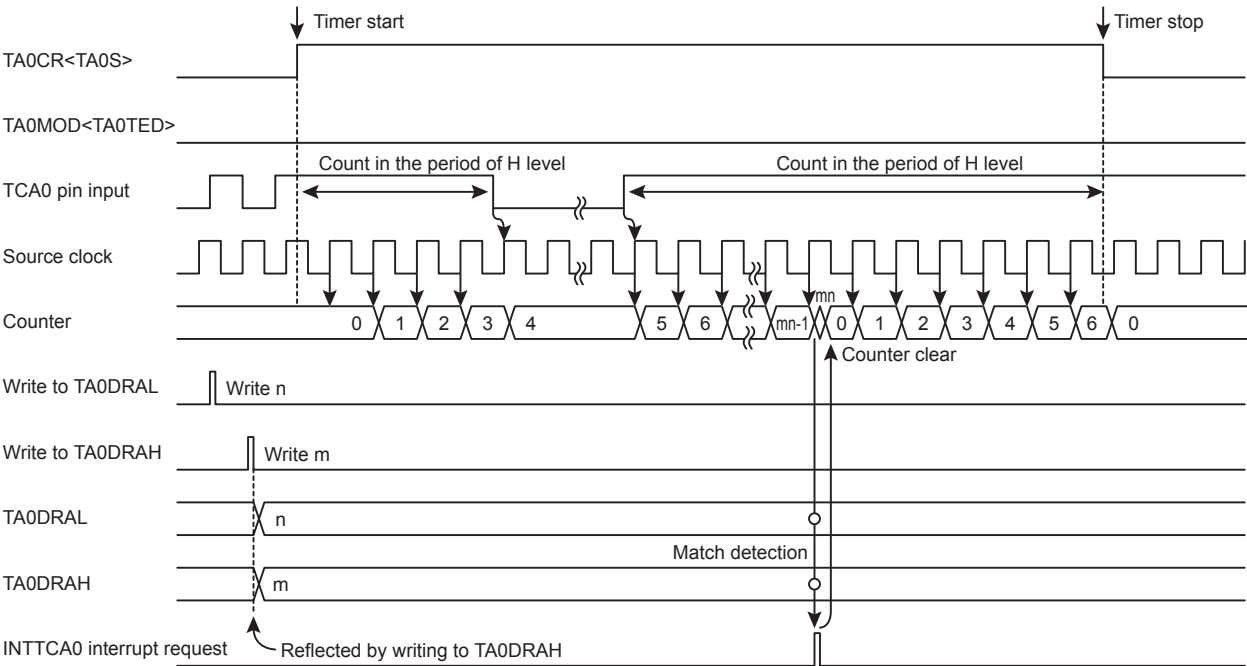 Timer start
Timer stop
TA0CR<TA0S>
TA0MOD<TA0TED>
Count in the period of H level
Count in the period of H level
TCA0 pin input
Source clock
mn
Counter
0 1 2 3 4 5 6 mn-1 0 1 2 3 4 5 6 0
Counter clear
Write to TA0DRAL
Write n
Write to TA0DRAH
Write m
TA0DRAL
n
Match detection
TA0DRAH
m
INTTCA0 interrupt request
Reflected by writing to TA0DRAH